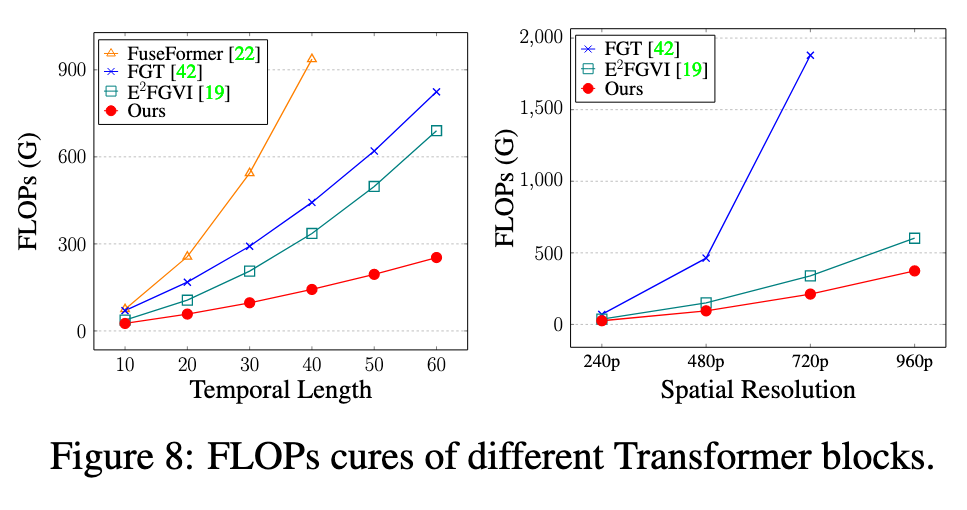 FuseFormer [22]
FGT [42]
E²FGVI [19]
Ours
FLOPs (G)
900
600
300
0
10 20 30 40 50 60
Temporal Length
FGT [42]
E²FGVI [19]
Ours
FLOPs (G)
2,000
1,500
1,000
500
0
240p 480p 720p 960p
Spatial Resolution
Figure 8: FLOPs cures of different Transformer blocks.